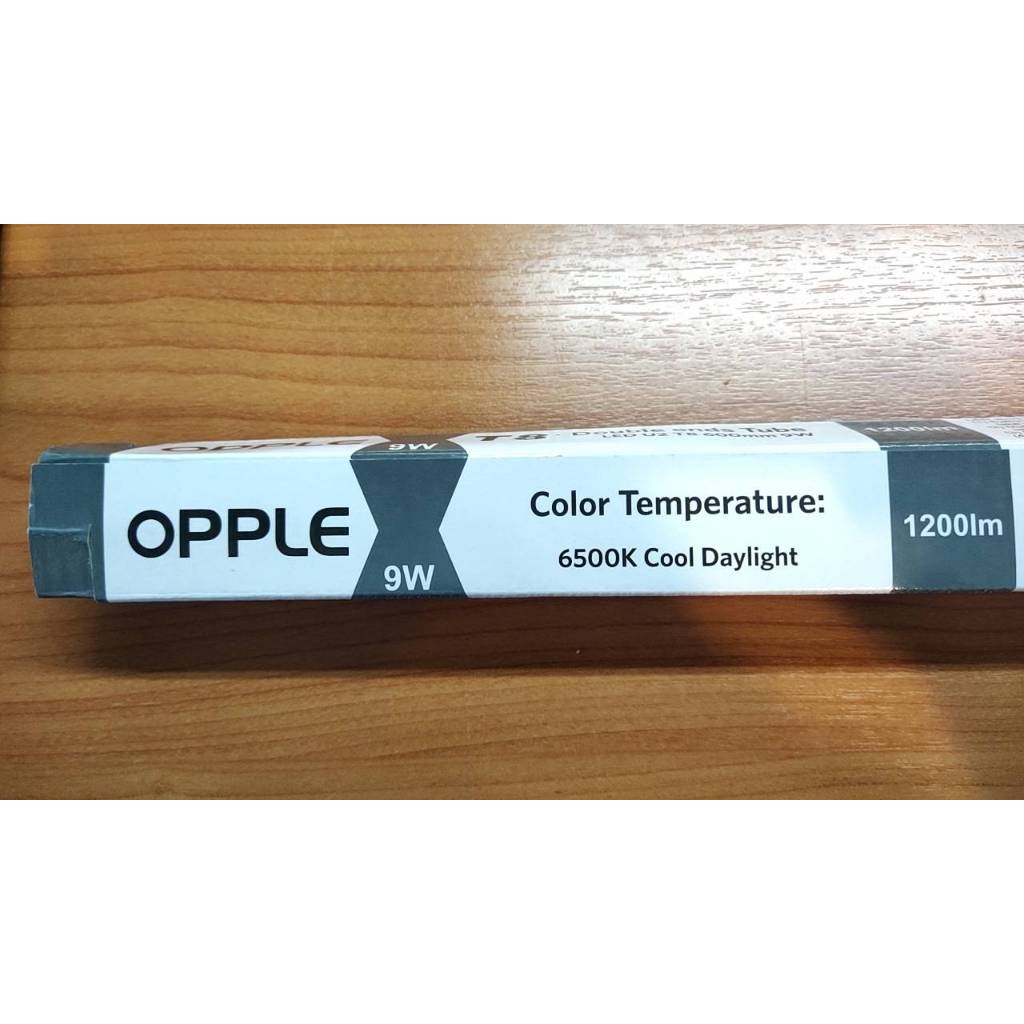 OPPLE 9W T8 - Double ends Tube 1200lm
LED U2 T8 600mm 9W
OPPLE
9W
Color Temperature:
6500K Cool Daylight
1200lm